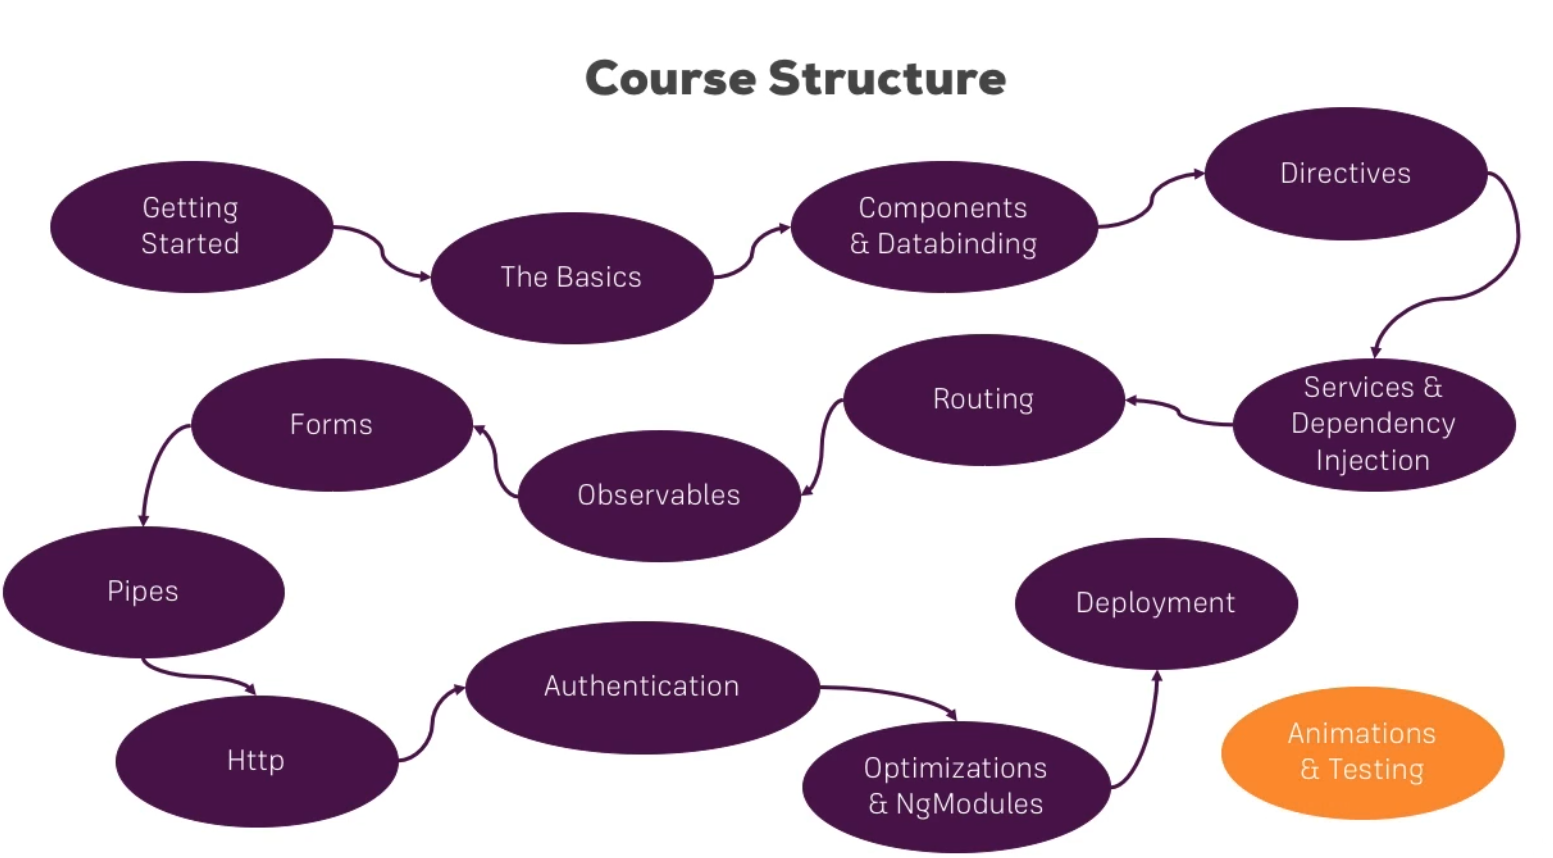 Course Structure
Getting
Started
The Basics
Components
& Databinding
Directives
Services &
Dependency
Injection
Routing
Observables
Forms
Pipes
Http
Authentication
Optimizations
& NgModules
Deployment
Animations
& Testing